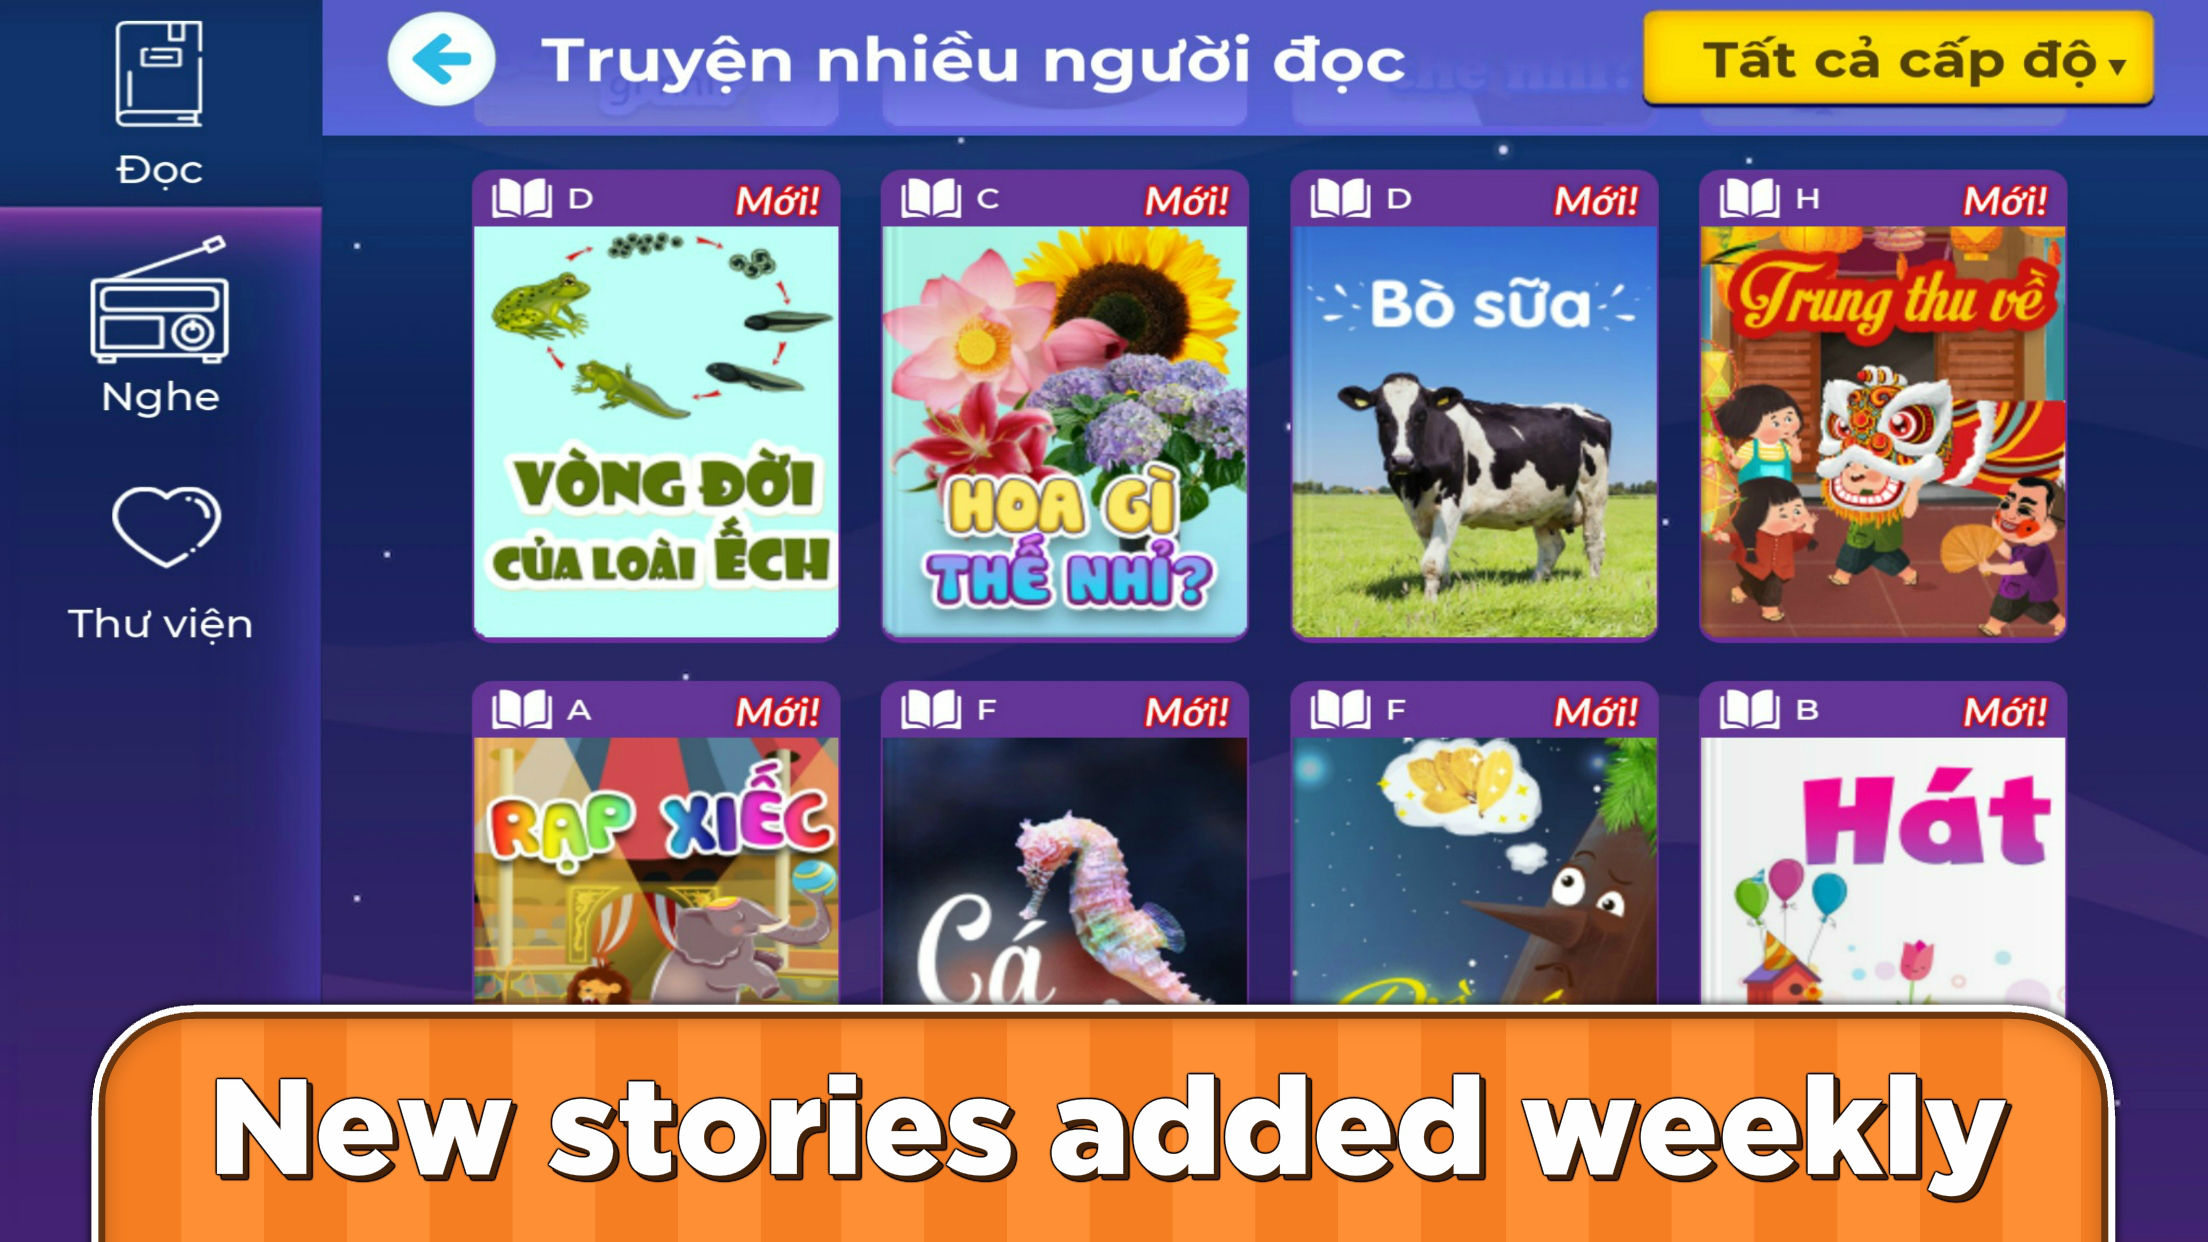 Đọc
Nghe
Thư viện
Truyện nhiều người đọc
Tất cả cấp độ
D Mới!
VÒNG ĐỜI
CỦA LOÀI ẾCH
C Mới!
HOA GÌ
THẾ NHỈ?
D Mới!
Bò sữa
H Mới!
Trung thu về
A Mới!
RẠP XIẾC
F Mới!
Cá
F Mới!
B Mới!
Hát
New stories added weekly